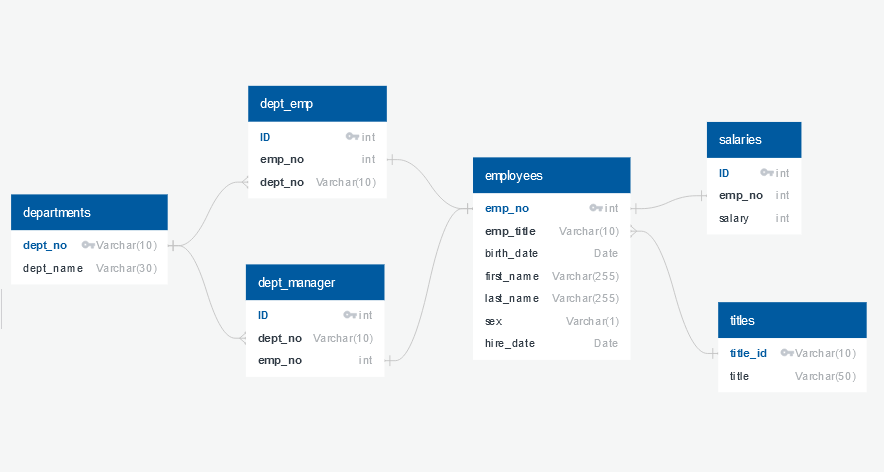 dept_emp
ID int
emp_no int
dept_no Varchar(10)
departments
dept_no Varchar(10)
dept_name Varchar(30)
dept_manager
ID int
dept_no Varchar(10)
emp_no int
employees
emp_no int
emp_title Varchar(10)
birth_date Date
first_name Varchar(255)
last_name Varchar(255)
sex Varchar(1)
hire_date Date
salaries
ID int
emp_no int
salary int
titles
title_id Varchar(10)
title Varchar(50)